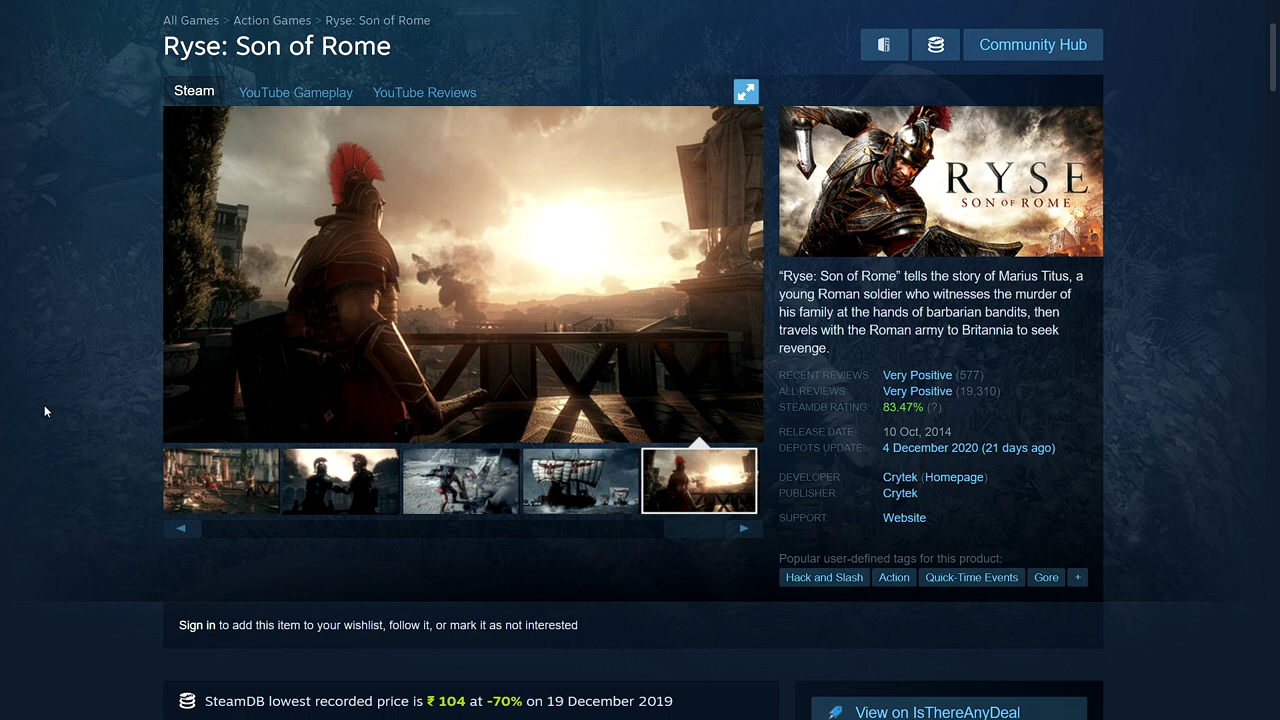 All Games > Action Games > Ryse: Son of Rome
Ryse: Son of Rome
Community Hub
Steam
YouTube Gameplay
YouTube Reviews
RYSE
SON OF ROME
“Ryse: Son of Rome” tells the story of Marius Titus, a
young Roman soldier who witnesses the murder of
his family at the hands of barbarian bandits, then
travels with the Roman army to Britannia to seek
revenge.
RECENT REVIEWS: Very Positive (577)
ALL REVIEWS: Very Positive (19,310)
STEAMDB RATING: 83.47% (?)
RELEASE DATE: 10 Oct, 2014
DEPOTS UPDATE: 4 December 2020 (21 days ago)
DEVELOPER: Crytek (Homepage)
PUBLISHER: Crytek
SUPPORT: Website
Popular user-defined tags for this product:
Hack and Slash Action Quick-Time Events Gore +
Sign in to add this item to your wishlist, follow it, or mark it as not interested
SteamDB lowest recorded price is ₹ 104 at -70% on 19 December 2019
View on IsThereAnyDeal